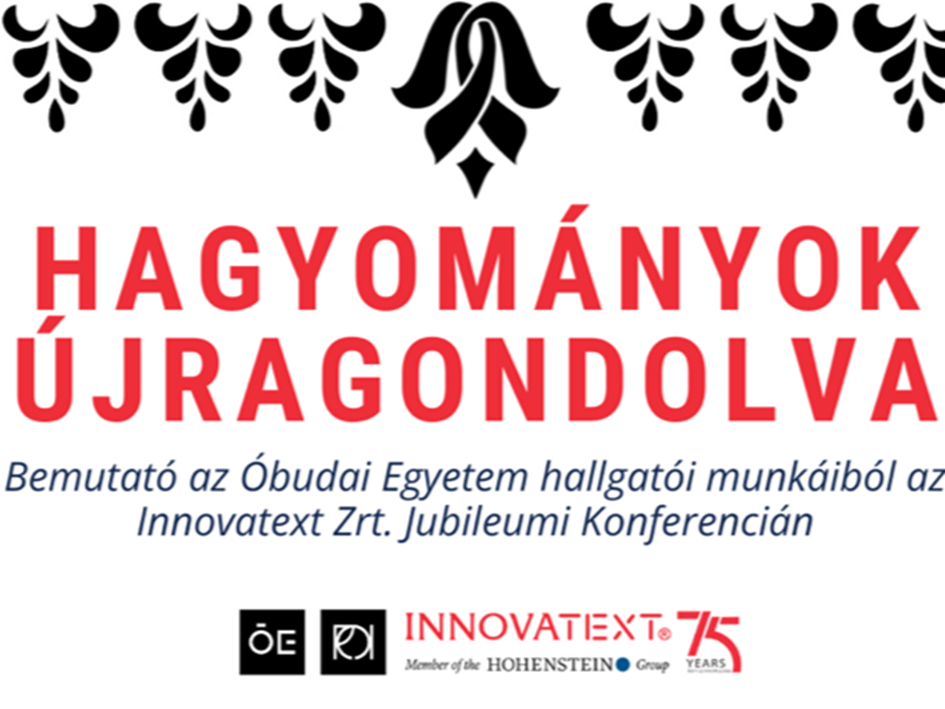 HAGYOMÁNYOK
ÚJRAGONDOLVA
Bemutató az Óbudai Egyetem hallgatói munkáiból az
Innovatext Zrt. Jubileumi Konferencián
ŌE
INNOVATEXT®
75
YEARS
Member of the HOHENSTEIN Group